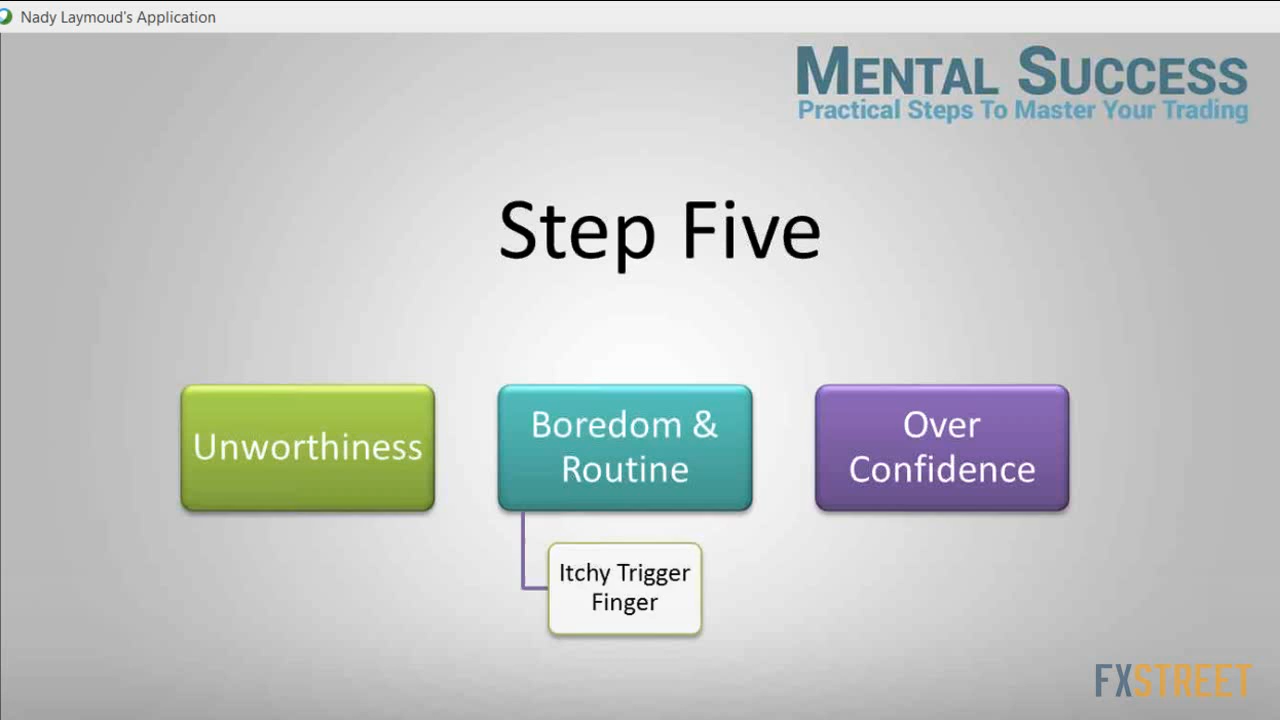 Nady Laymoud's Application
MENTAL SUCCESS
Practical Steps To Master Your Trading
Step Five
Unworthiness
Boredom &
Routine
Over
Confidence
Itchy Trigger
Finger
FXSTREET